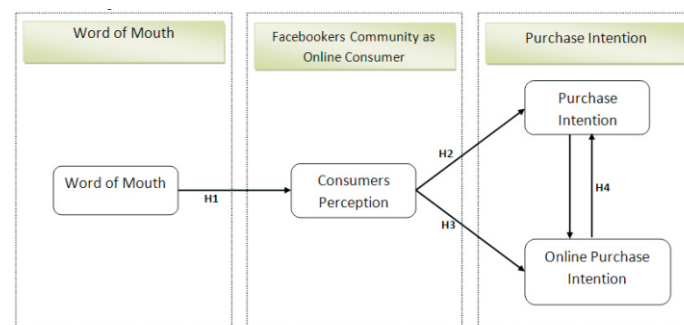 Word of Mouth
Facebookers Community as
Online Consumer
Purchase Intention
Purchase
Intention
H2
Word of Mouth
H1
Consumers
Perception
H4
H3
Online Purchase
Intention